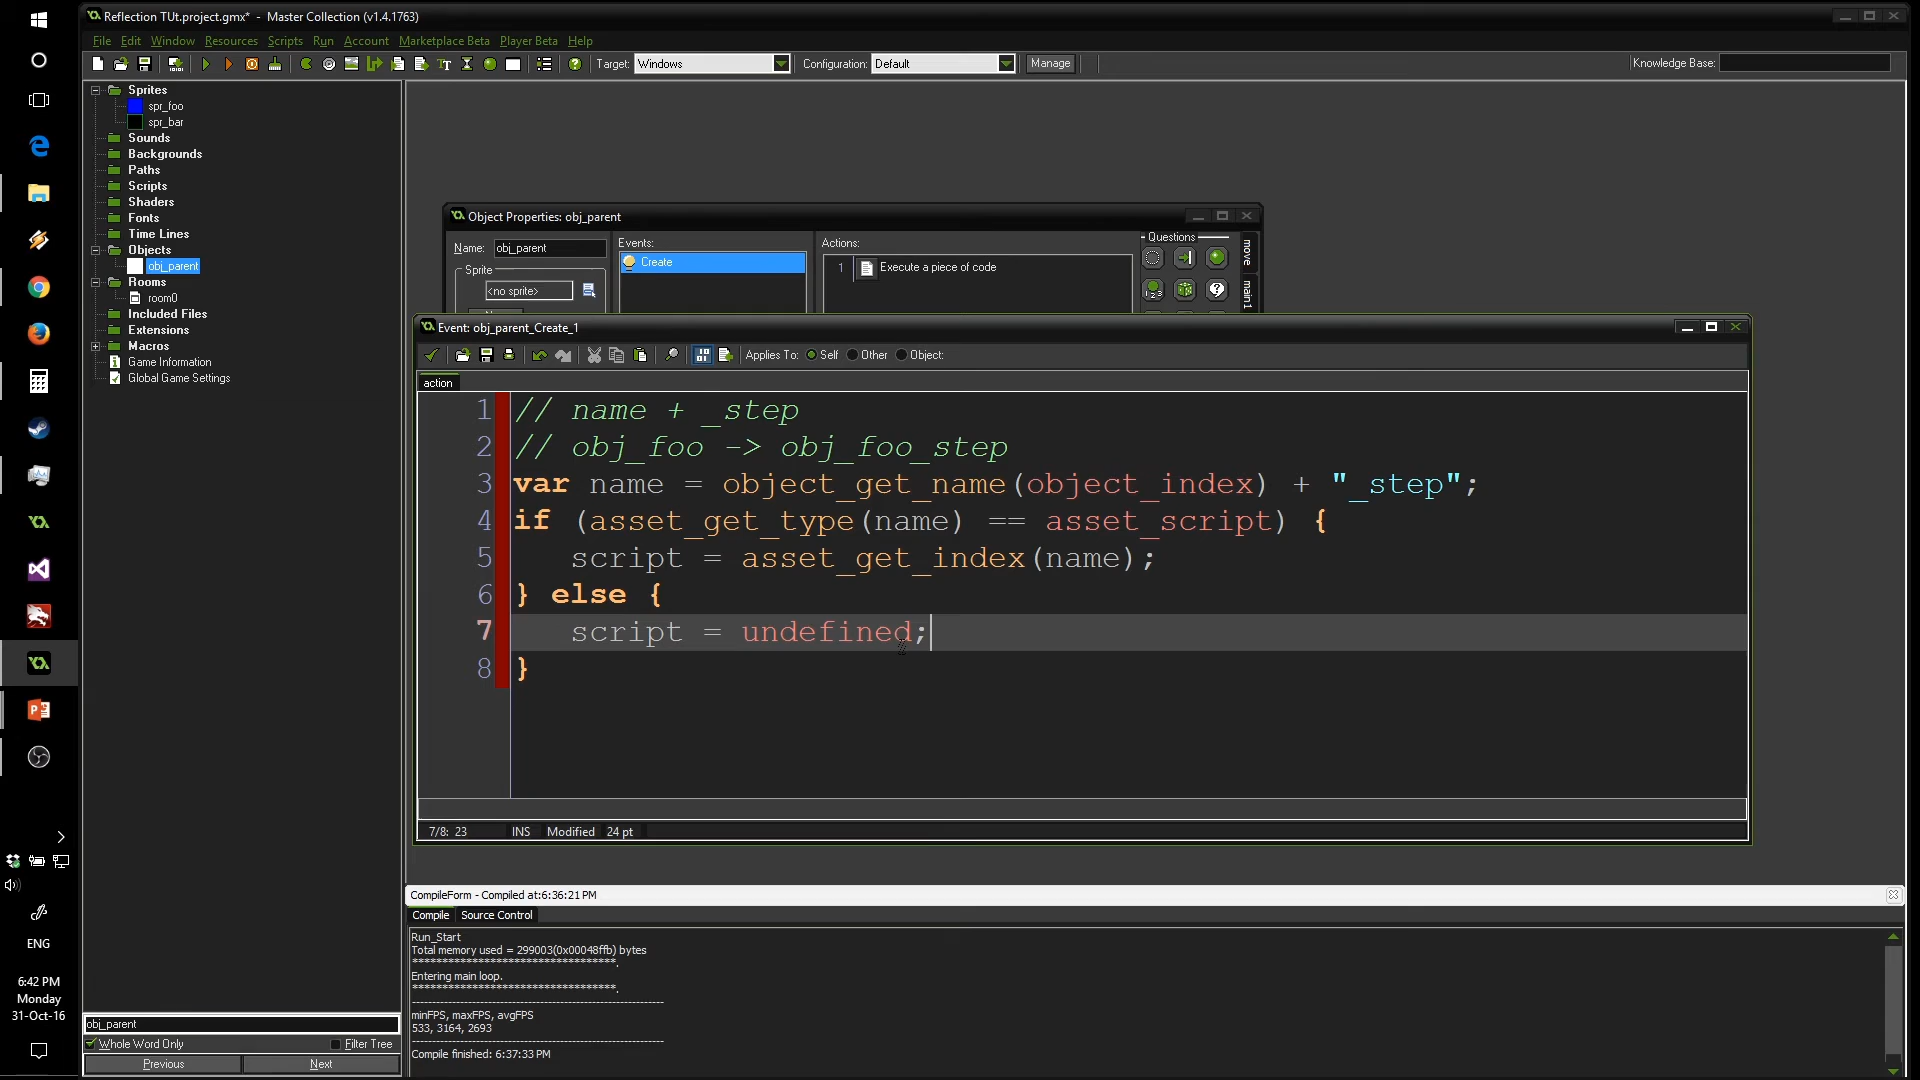 Reflection TUt.project.gmx* - Master Collection (v1.4.1763)
File Edit Window Resources Scripts Run Account Marketplace Beta Player Beta Help
Target: Windows Configuration: Default Manage Knowledge Base:
Sprites
spr_foo
spr_bar
Sounds
Backgrounds
Paths
Scripts
Shaders
Fonts
Time Lines
Objects
obj_parent
Rooms
room0
Included Files
Extensions
Macros
Game Information
Global Game Settings
Object Properties: obj_parent
Name: obj_parent
Sprite
<no sprite>
Events:
Create
Actions:
1 Execute a piece of code
Questions
move
main1
Event: obj_parent_Create_1
Applies To: Self Other Object:
action
1 // name + _step
2 // obj_foo -> obj_foo_step
3 var name = object_get_name(object_index) + "_step";
4 if (asset_get_type(name) == asset_script) {
5 script = asset_get_index(name);
6 } else {
7 script = undefined;
8 }
7/8: 23 INS Modified 24 pt
CompileForm - Compiled at:6:36:21 PM
Compile Source Control
Run_Start
Total memory used = 299003(0x00048ffb) bytes
***********************************.
Entering main loop.
***********************************.
minFPS, maxFPS, avgFPS
533, 3164, 2693
Compile finished: 6:37:33 PM
obj_parent
Whole Word Only Filter Tree
Previous Next
ENG
6:42 PM
Monday
31-Oct-16